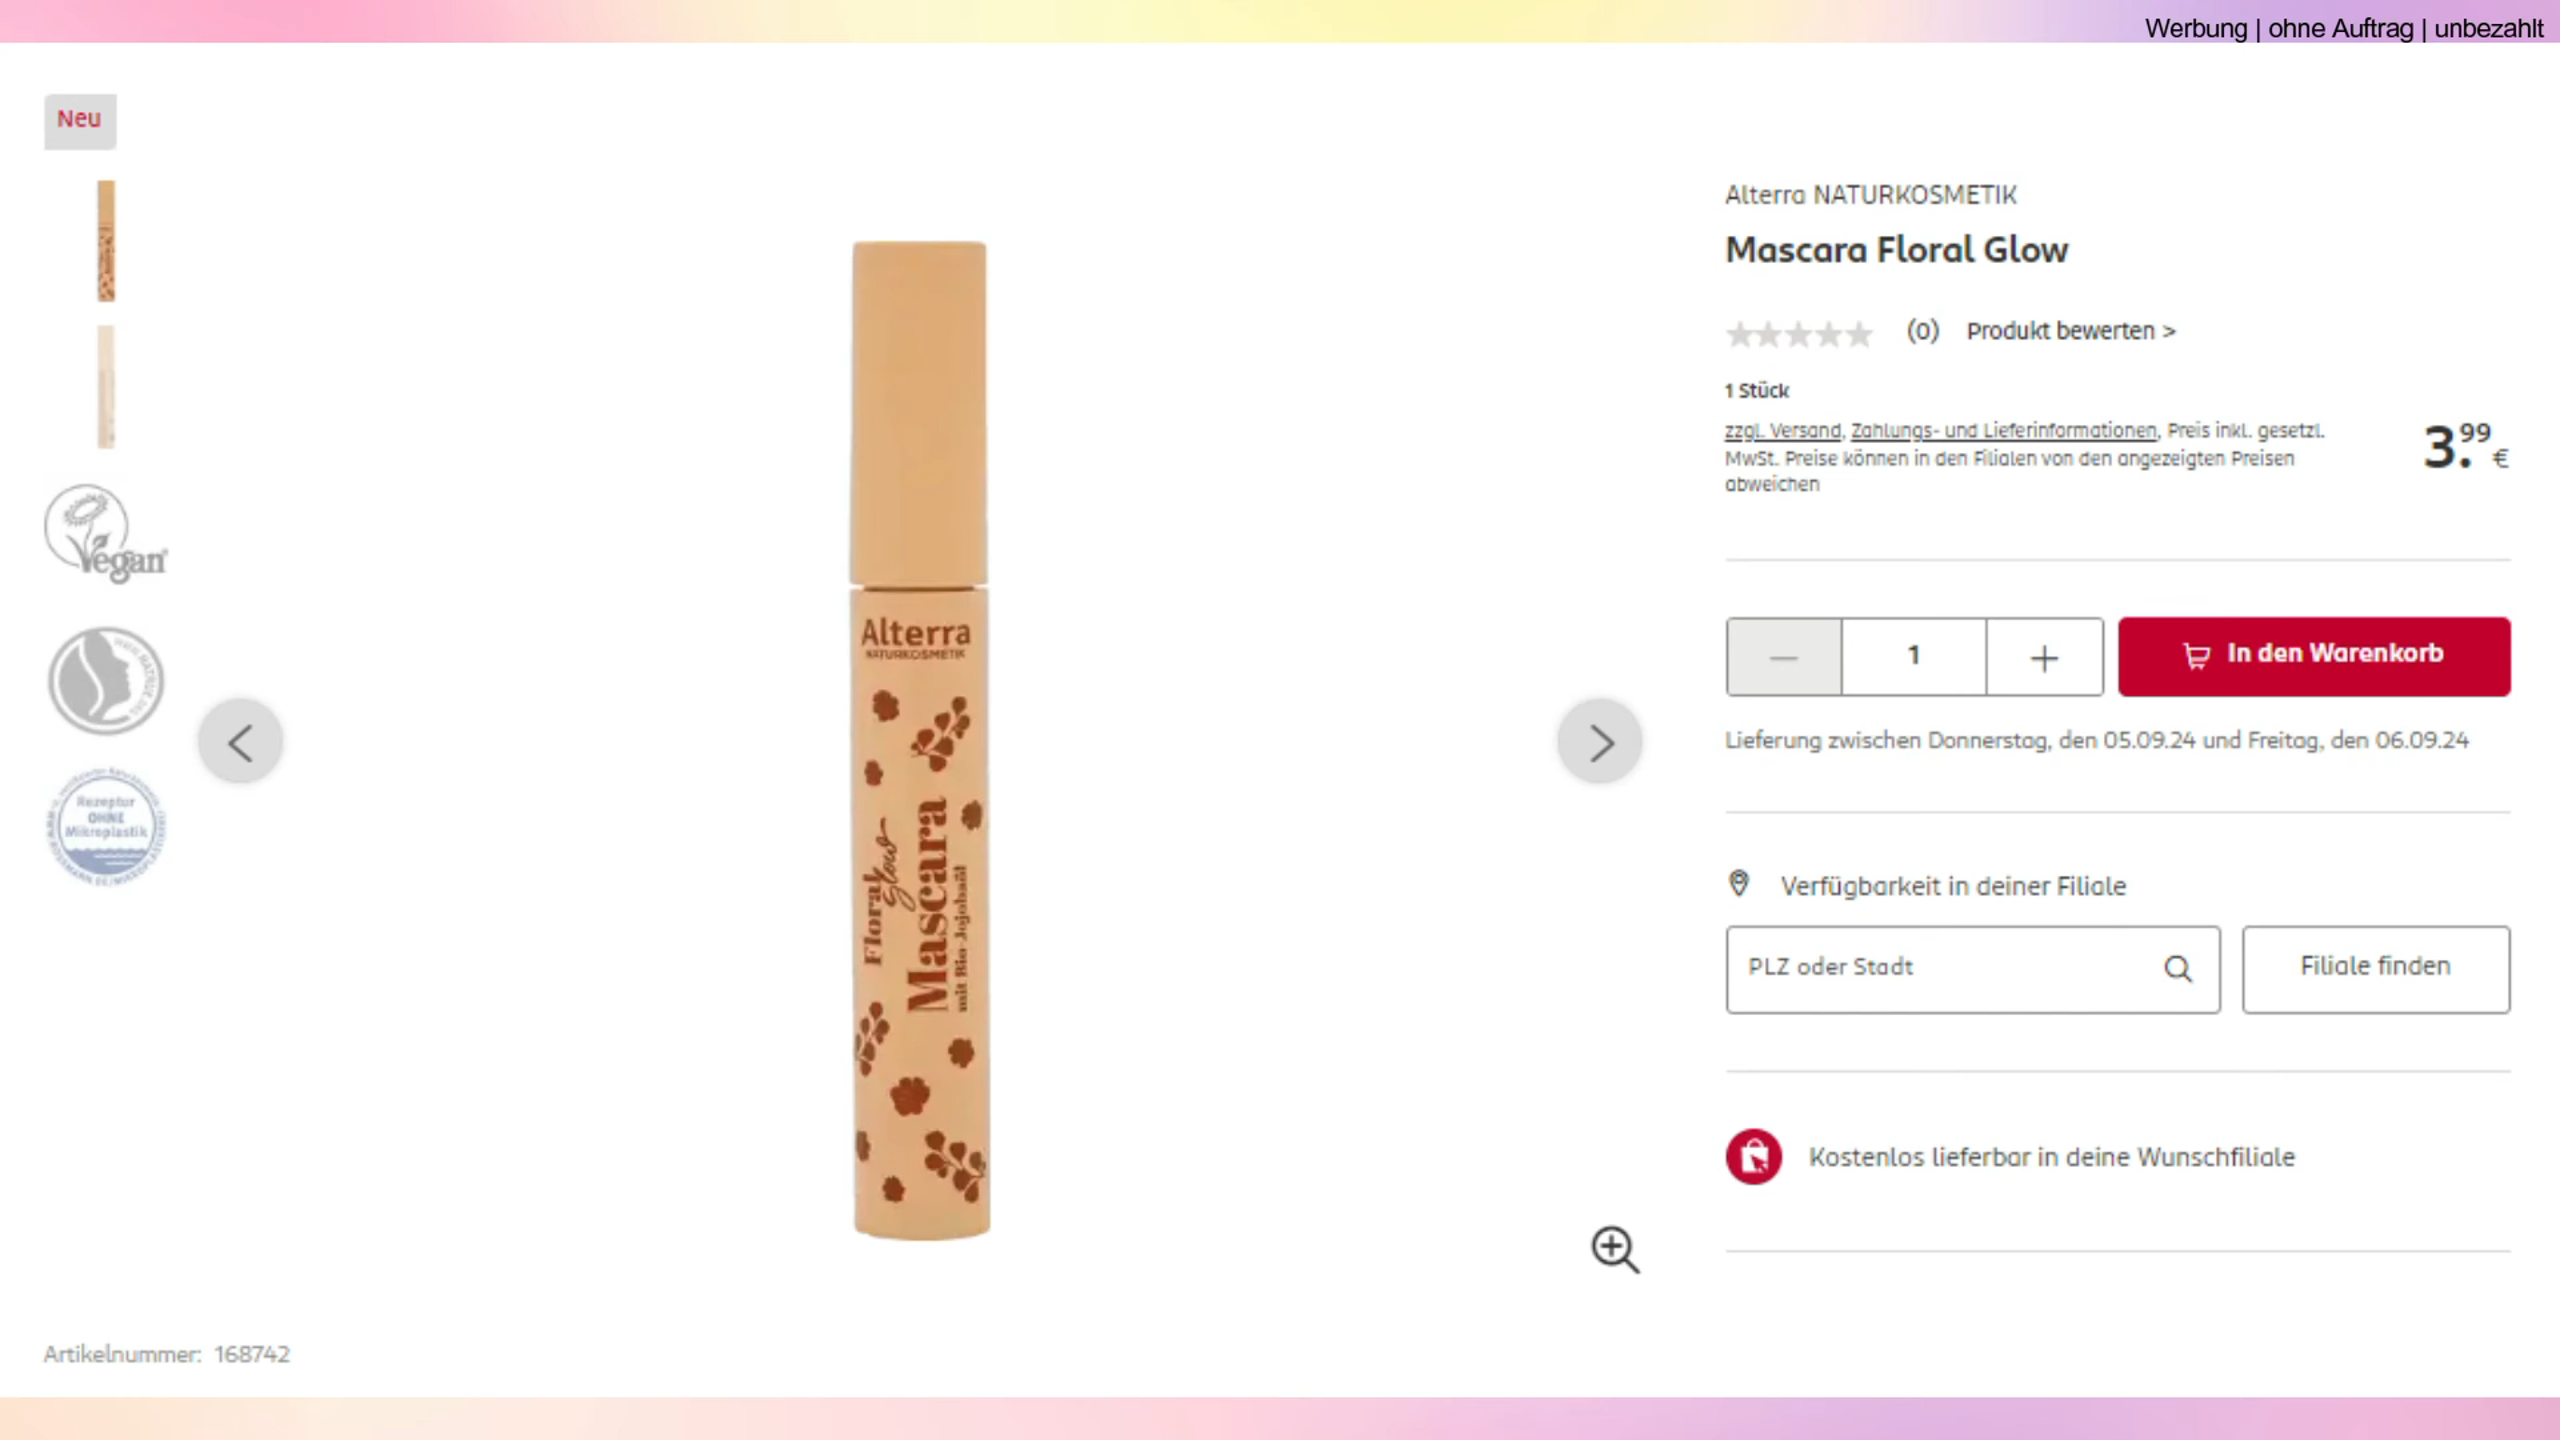 Werbung | ohne Auftrag | unbezahlt
Neu
Vegan
Rezeptur
OHNE
Mikroplastik
Alterra
NATURKOSMETIK
Floral Glow
Mascara
mit Bio-Jojobaöl
Artikelnummer: 168742
Alterra NATURKOSMETIK
Mascara Floral Glow
(0) Produkt bewerten >
1 Stück
zzgl. Versand, Zahlungs- und Lieferinformationen, Preis inkl. gesetzl.
MwSt. Preise können in den Filialen von den angezeigten Preisen
abweichen
3.99 €
1
In den Warenkorb
Lieferung zwischen Donnerstag, den 05.09.24 und Freitag, den 06.09.24
Verfügbarkeit in deiner Filiale
PLZ oder Stadt
Filiale finden
Kostenlos lieferbar in deine Wunschfiliale